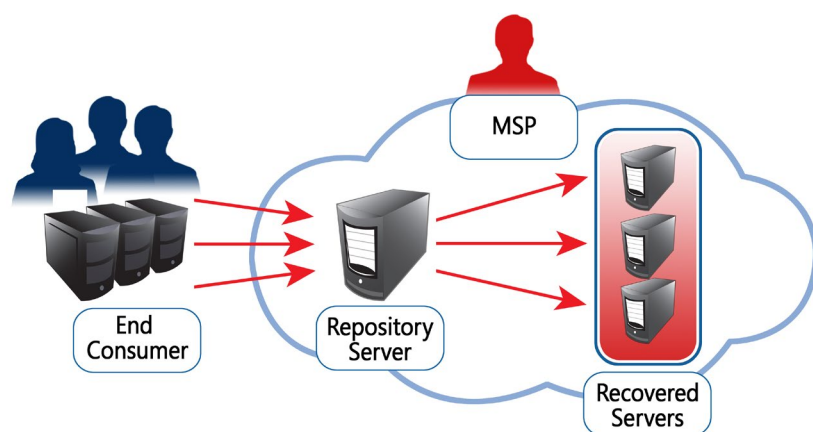 MSP
End
Consumer
Repository
Server
Recovered
Servers